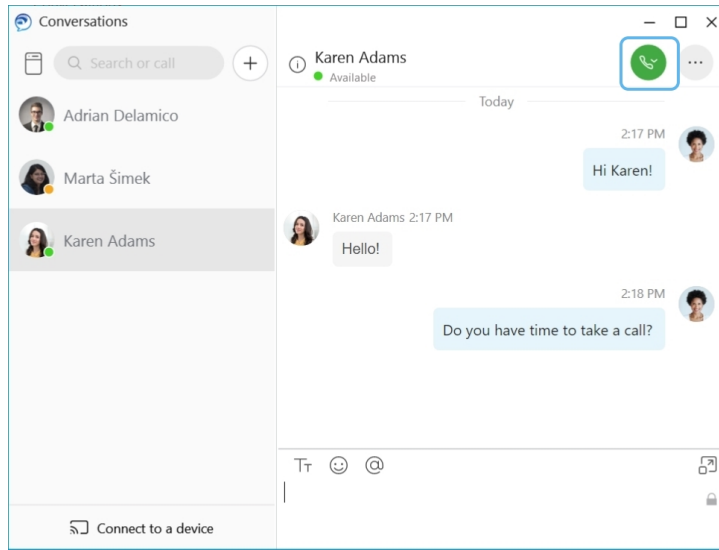 Conversations
Search or call
Adrian Delamico
Marta Šimek
Karen Adams
Connect to a device
Karen Adams
Available
Today
2:17 PM
Hi Karen!
Karen Adams 2:17 PM
Hello!
2:18 PM
Do you have time to take a call?